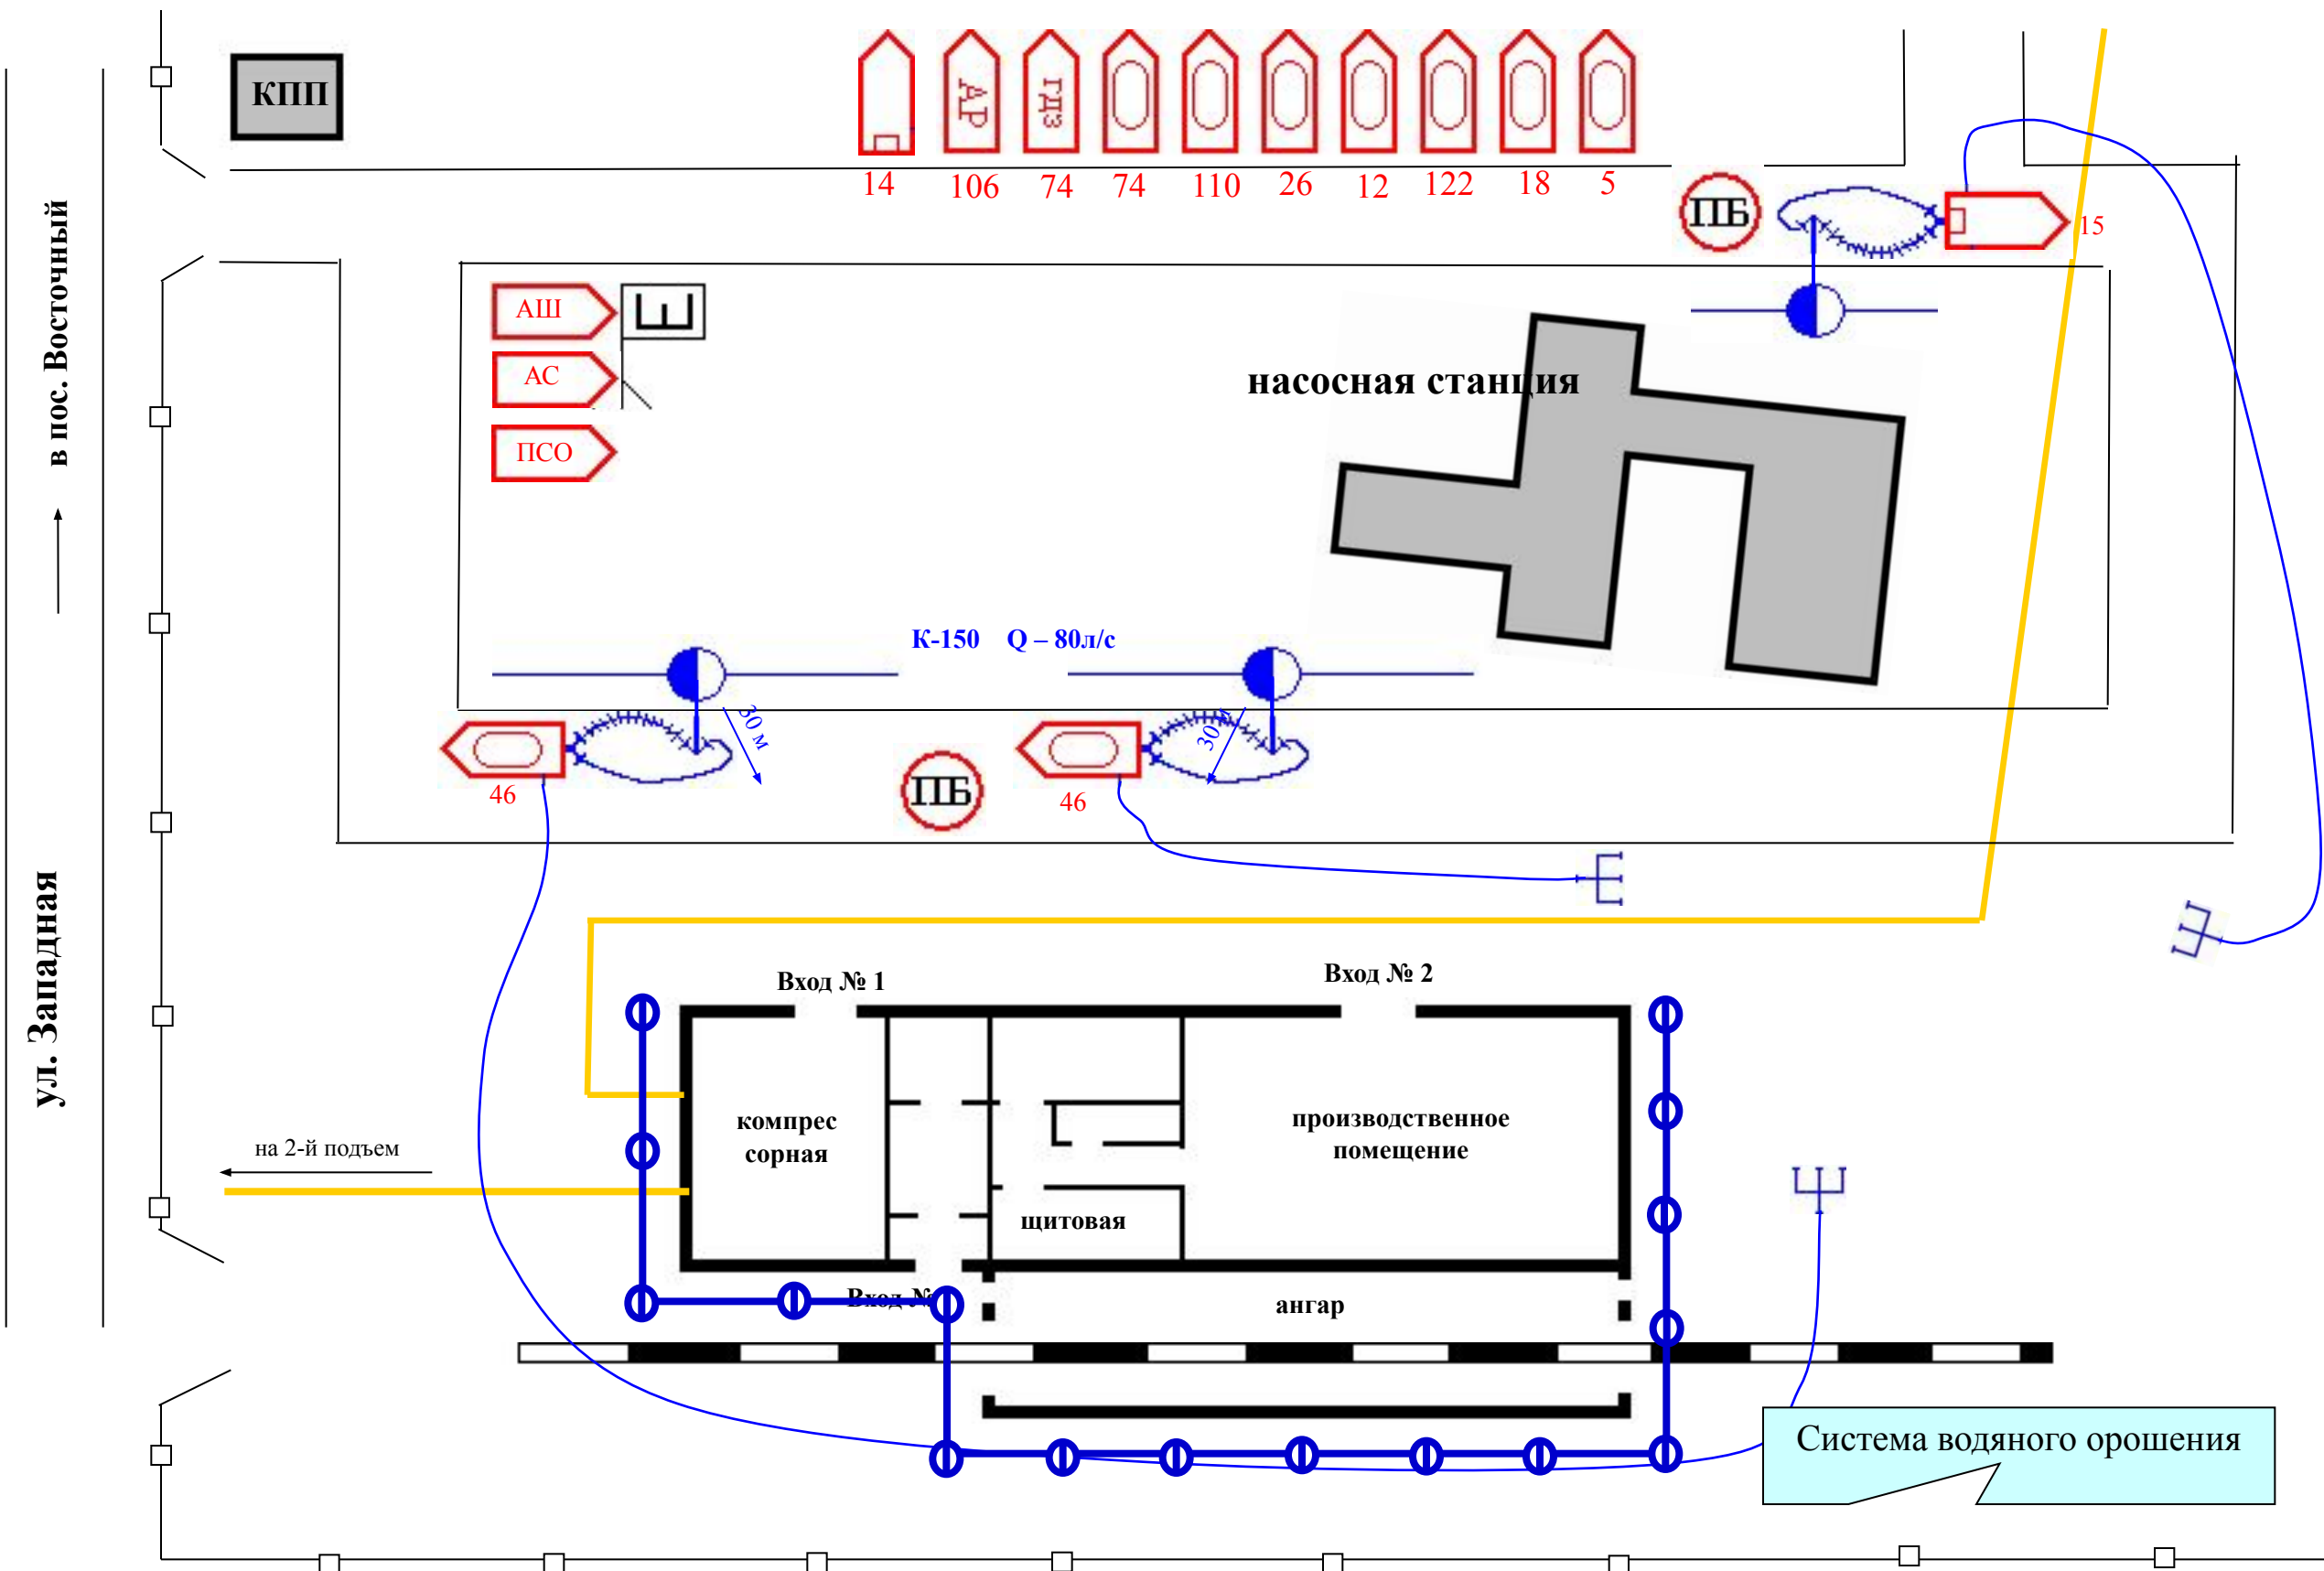 КПП
АР
ГДЗ
14
106
74
74
110
26
12
122
18
5
ПБ
15
в пос. Восточный
АШ
АС
ПСО
насосная станция
К-150 Q – 80л/с
30 м
30 м
46
ПБ
46
ул. Западная
Вход № 1
Вход № 2
компрес
сорная
производственное
помещение
на 2-й подъем
щитовая
Вход №
ангар
Система водяного орошения